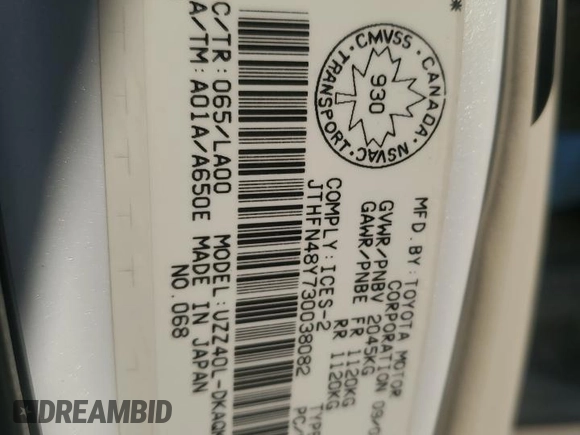 MFD. BY: TOYOTA MOTOR
CORPORATION 09/
GVWR/PNBV 2045KG
GAWR/PNBE FR 1120KG
RR 1120KG
COMPLY: ICES-2
JTHFN48Y730038082
TYPE
PC/
CMVSS CANADA
930
TRANSPORT NSVAC
*
MODEL: UZZ40L-DKAQK
C/TR: 065/LA00
A/TM: A01A/A650E
MADE IN JAPAN
NO.068
DREAMBID